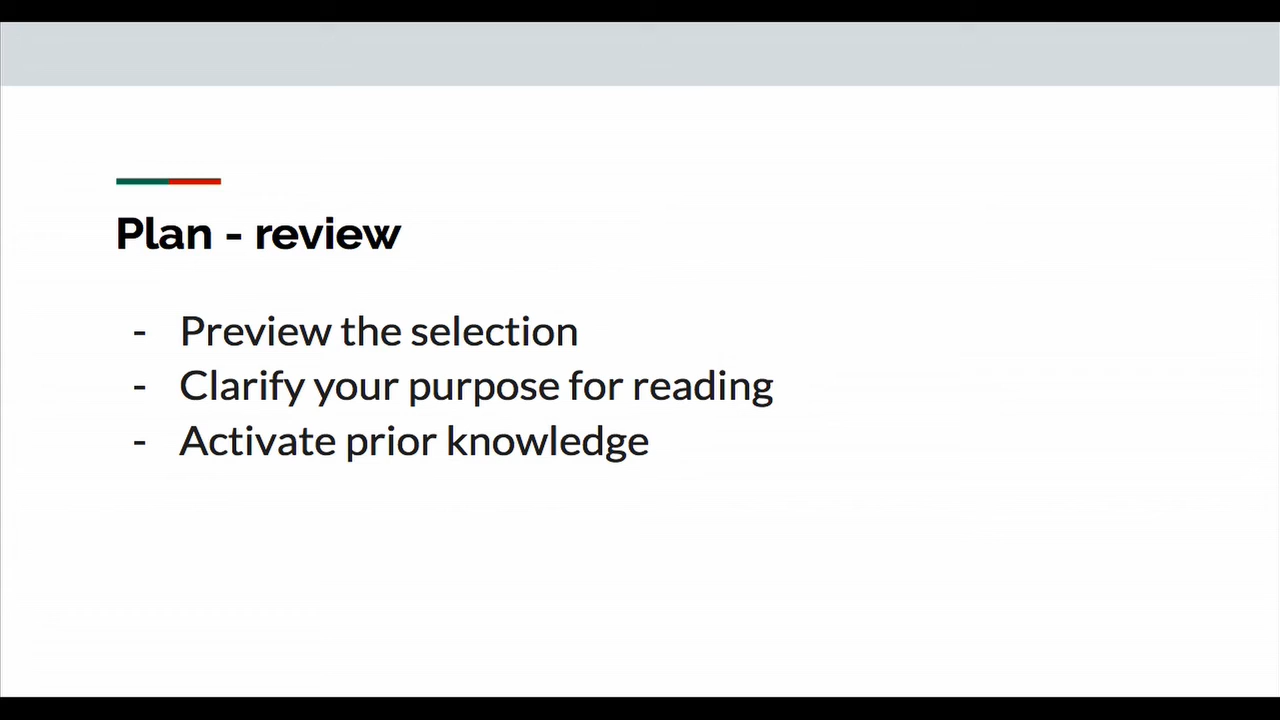 Plan - review
- Preview the selection
- Clarify your purpose for reading
- Activate prior knowledge